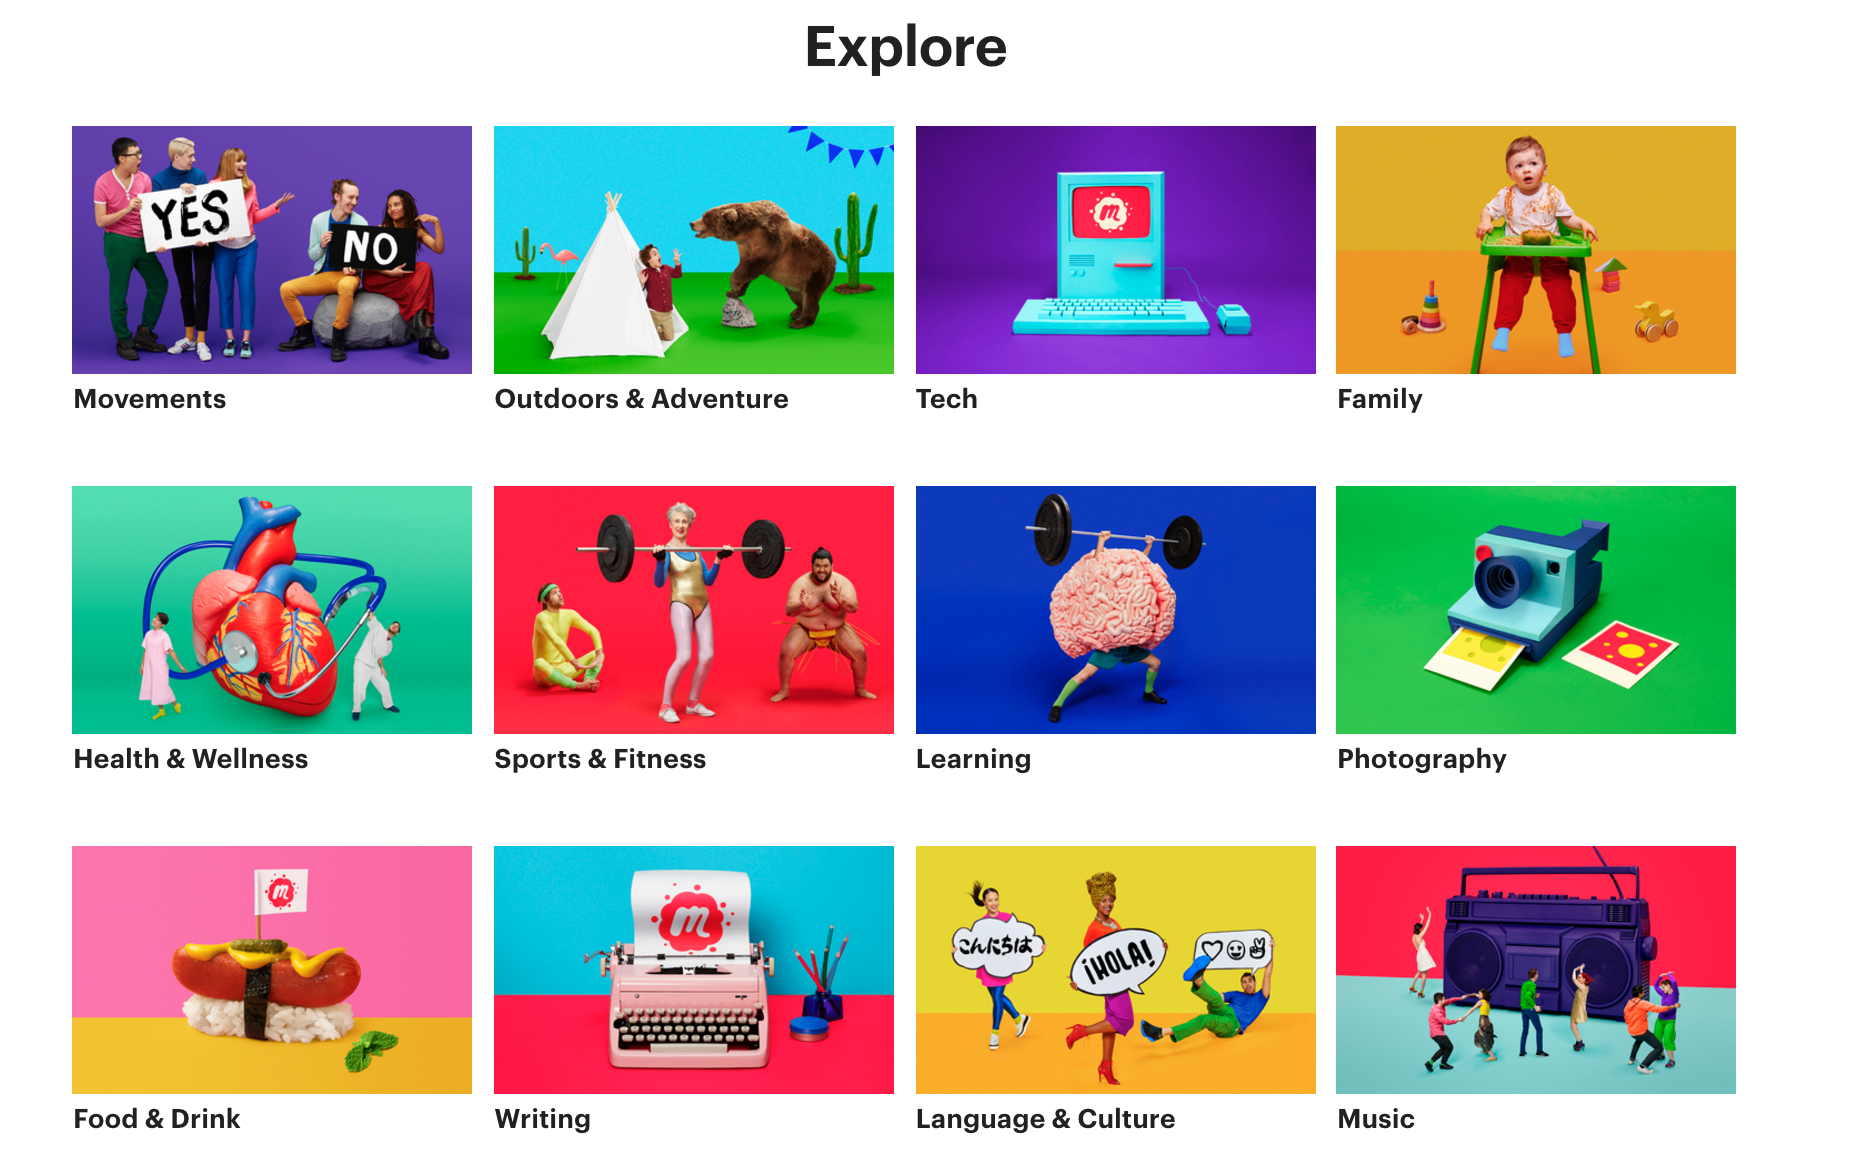 Explore
YES
NO
m
Movements
Outdoors & Adventure
Tech
Family
Health & Wellness
Sports & Fitness
Learning
Photography
m
m
こんにちは
¡HOLA!
Food & Drink
Writing
Language & Culture
Music